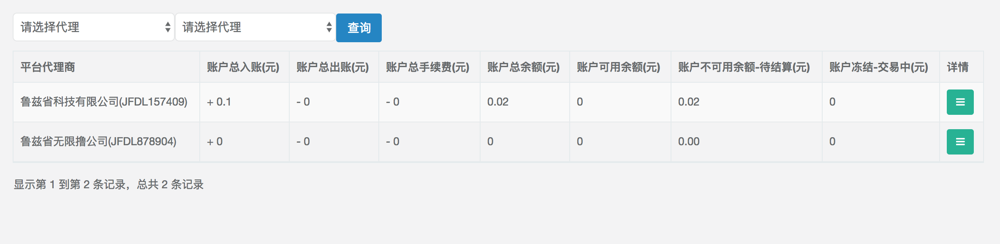 请选择代理 请选择代理 查询
平台代理商 账户总入账(元) 账户总出账(元) 账户总手续费(元) 账户总余额(元) 账户可用余额(元) 账户不可用余额-待结算(元) 账户冻结-交易中(元) 详情
鲁兹省科技有限公司(JFDL157409) + 0.1 - 0 - 0 0.02 0 0.02 0
鲁兹省无限撸公司(JFDL878904) + 0 - 0 - 0 0 0 0.00 0
显示第 1 到第 2 条记录，总共 2 条记录